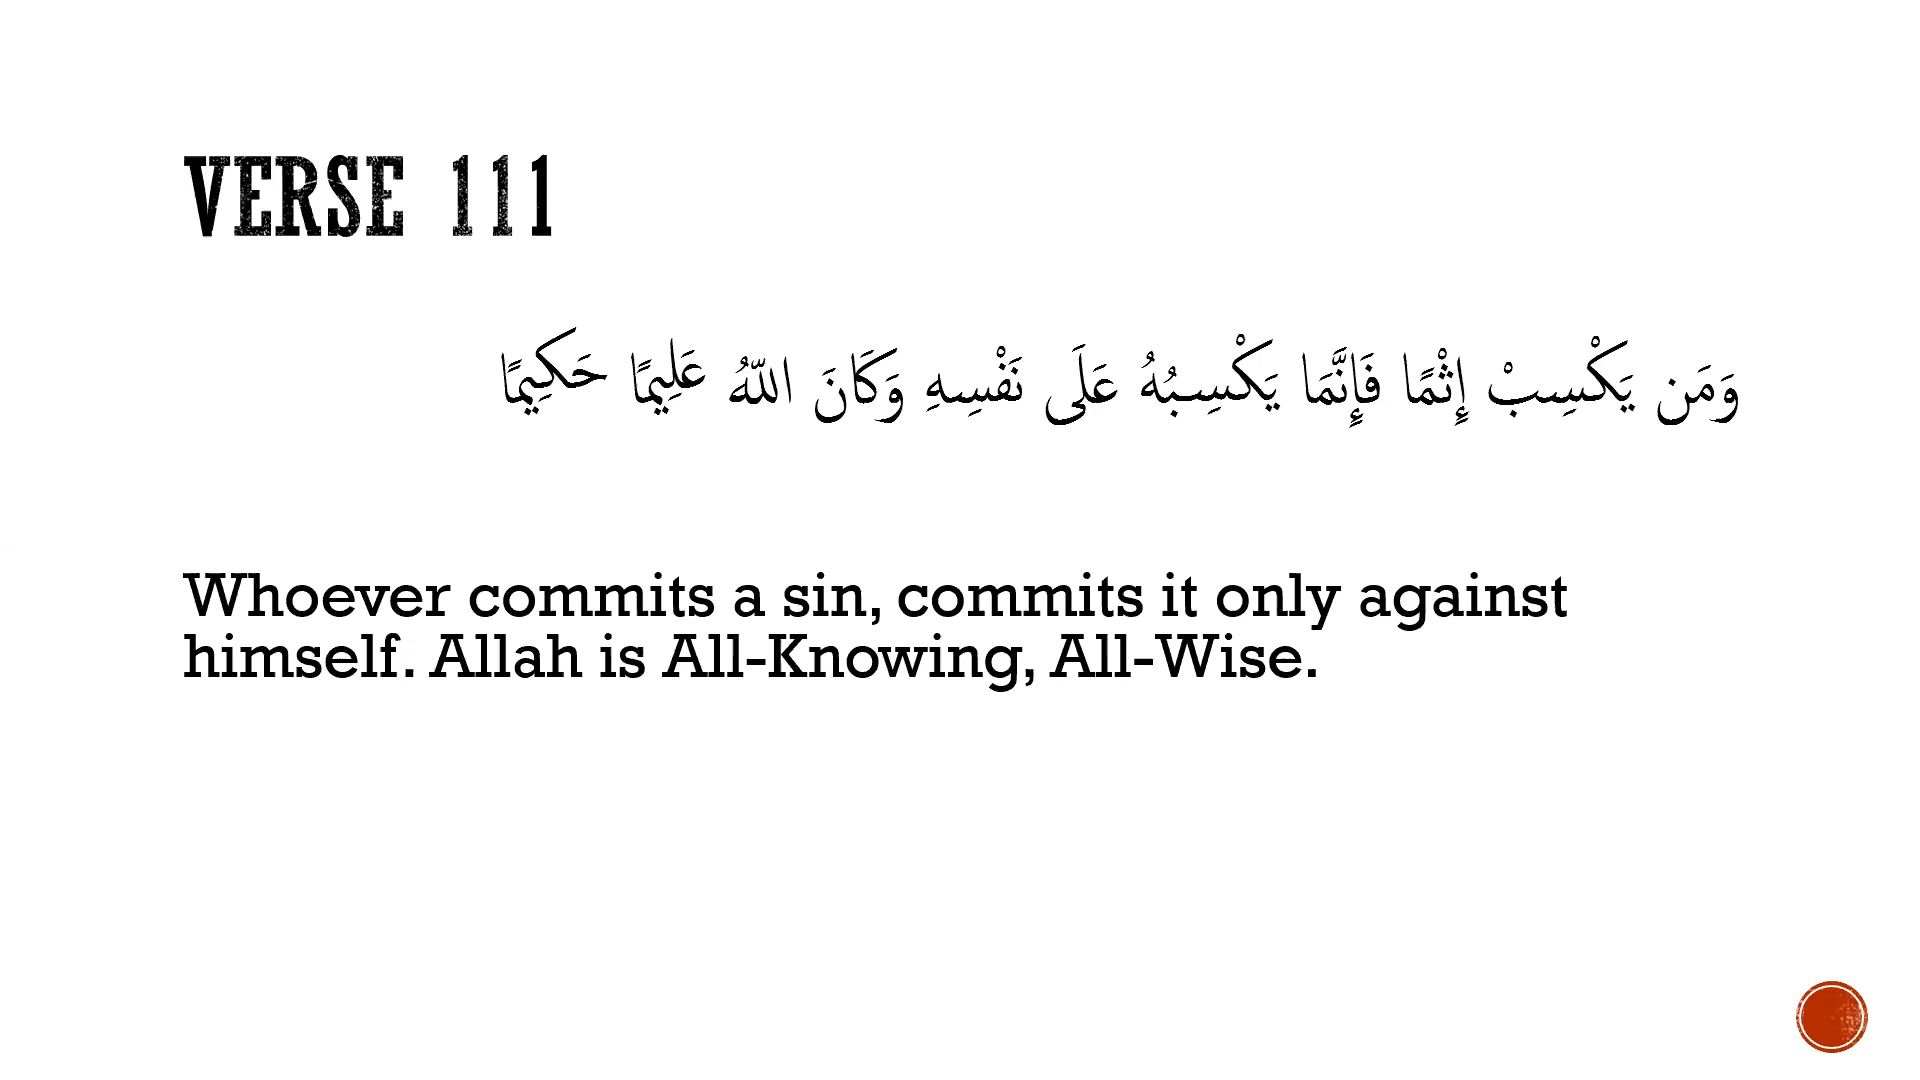 VERSE 111
وَمَن يَكْسِبْ إِثْمًا فَإِنَّمَا يَكْسِبُهُ عَلَى نَفْسِهِ وَكَانَ اللّهُ عَلِيمًا حَكِيمًا
Whoever commits a sin, commits it only against
himself. Allah is All-Knowing, All-Wise.